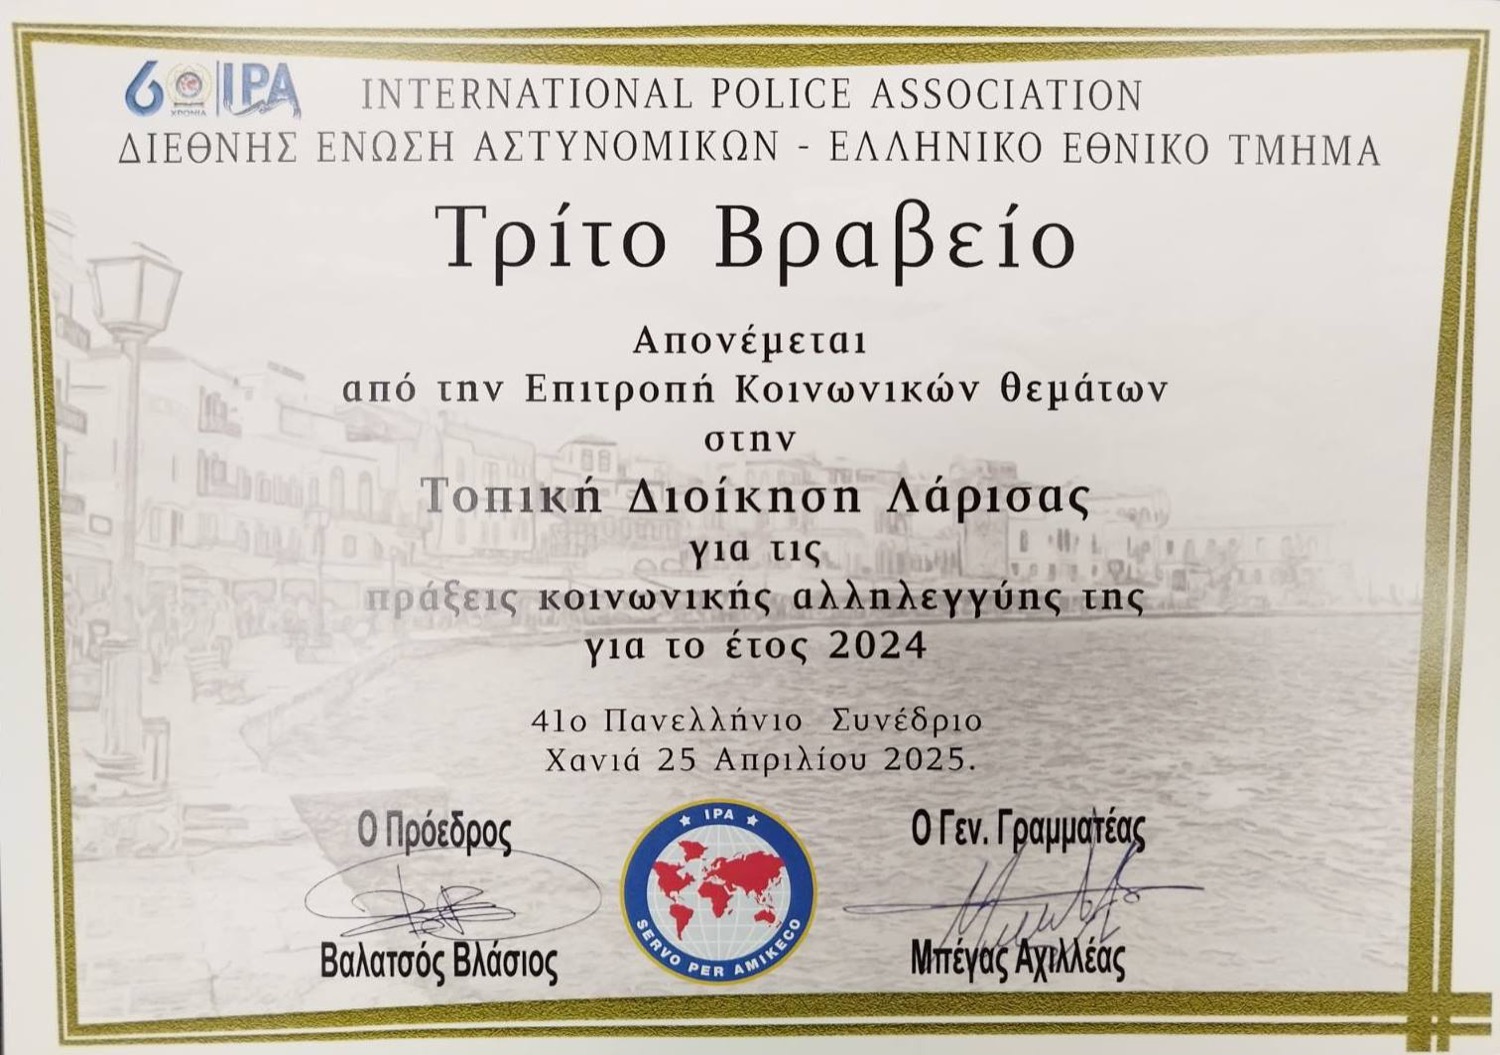 60 ΧΡΟΝΙΑ IPA
INTERNATIONAL POLICE ASSOCIATION
ΔΙΕΘΝΗΣ ΕΝΩΣΗ ΑΣΤΥΝΟΜΙΚΩΝ - ΕΛΛΗΝΙΚΟ ΕΘΝΙΚΟ ΤΜΗΜΑ
Τρίτο Βραβείο
Απονέμεται
από την Επιτροπή Κοινωνικών θεμάτων
στην
Τοπική Διοίκηση Λάρισας
για τις
πράξεις κοινωνικής αλληλεγγύης της
για το έτος 2024
41ο Πανελλήνιο Συνέδριο
Χανιά 25 Απριλίου 2025.
Ο Πρόεδρος
Βαλατσός Βλάσιος
IPA
SERVO PER AMIKECO
Ο Γεν. Γραμματέας
Μπέγας Αχιλλέας